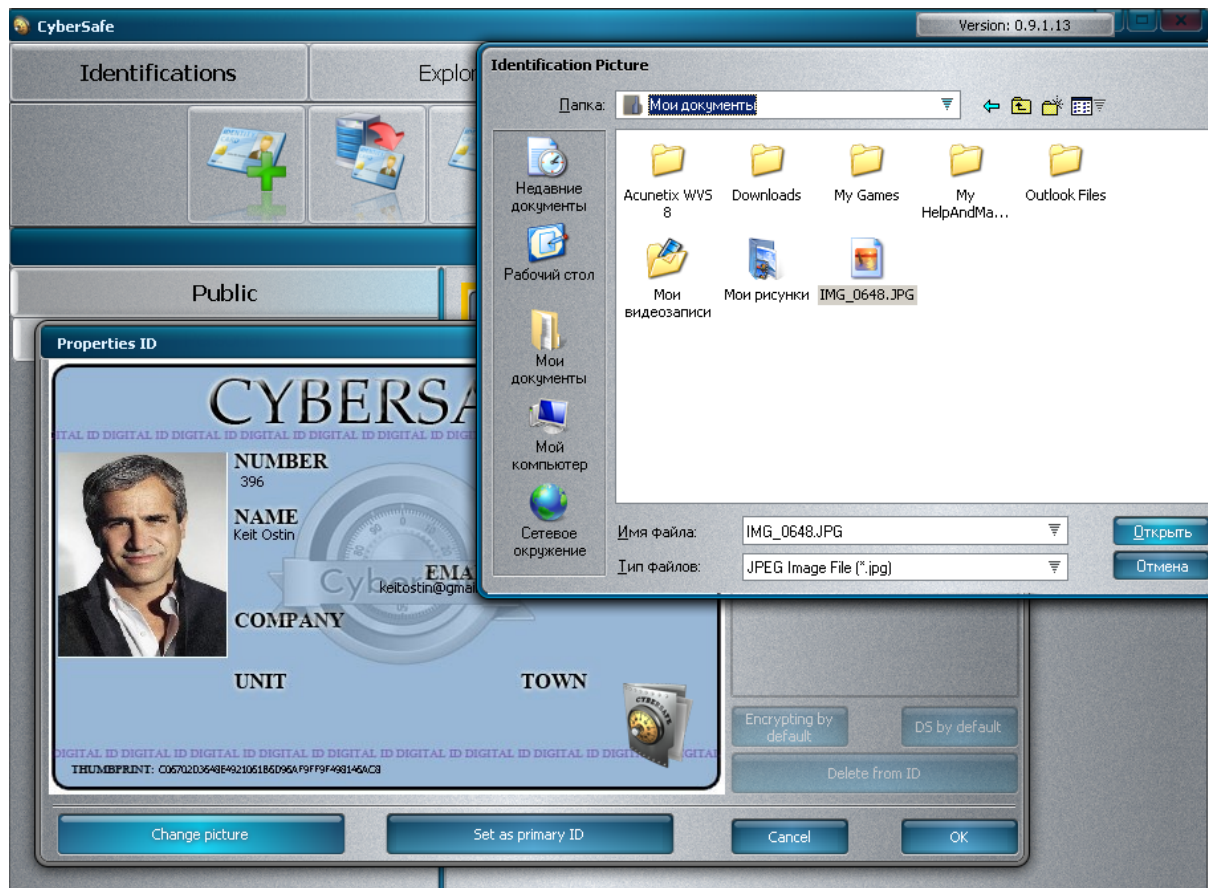 CyberSafe
Version: 0.9.1.13
Identifications
Explor
Public
Identification Picture
Папка:
Мои документы
Недавние
документы
Рабочий стол
Мои
документы
Мой
компьютер
Сетевое
окружение
Acunetix WVS
8
Downloads
My Games
My
HelpAndMa...
Outlook Files
Мои
видеозаписи
Мои рисунки
IMG_0648.JPG
Имя файла:
IMG_0648.JPG
Открыть
Тип файлов:
JPEG Image File (*.jpg)
Отмена
Properties ID
CYBERSA
ITAL ID DIGITAL ID DIGITAL ID DIGITAL ID DIGITAL ID DIGITAL ID DIGI
NUMBER
396
NAME
Keit Ostin
EMA
keitostin@gmai
COMPANY
UNIT
TOWN
CYBERSAFE
DIGITAL ID DIGITAL ID DIGITAL ID DIGITAL ID DIGITAL ID DIGITAL ID DIGITAL ID DIGITAL ID DIGITAL
THUMBPRINT:
Encrypting by
default
DS by default
Delete from ID
Change picture
Set as primary ID
Cancel
OK